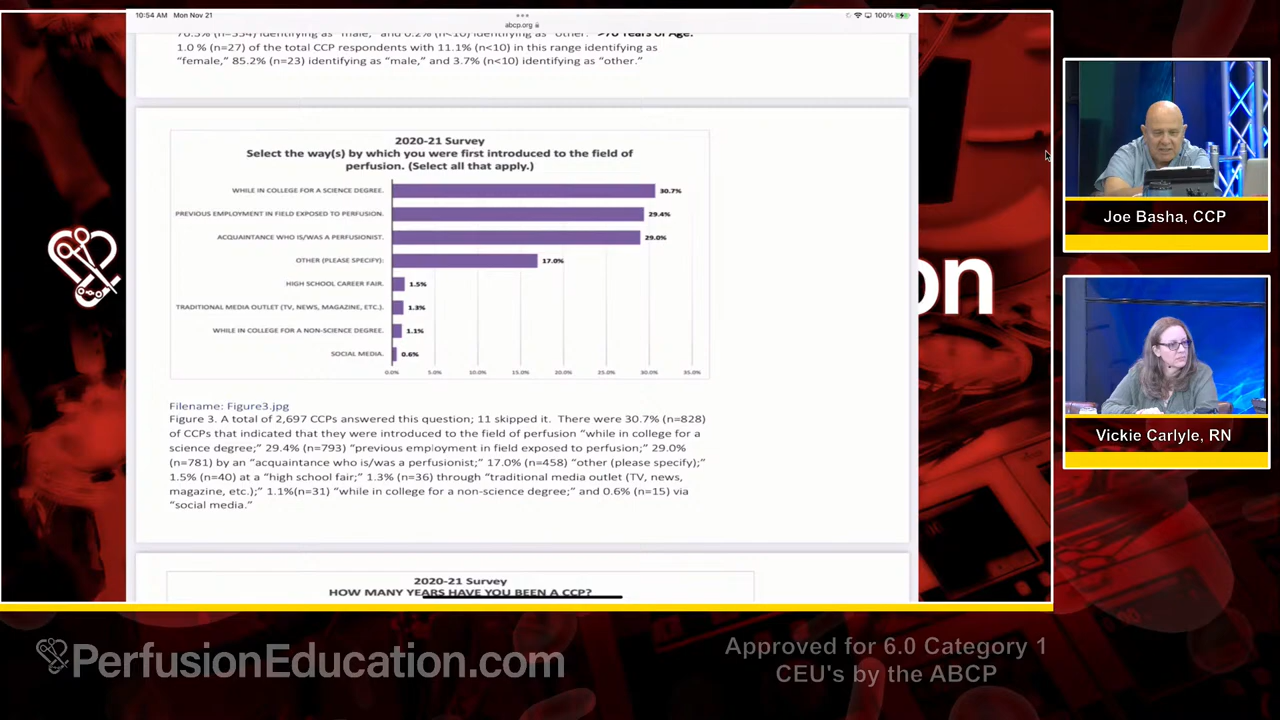 10:54 AM Mon Nov 21
abcp.org
100%
identifying as "male," and 0.2% (n<10) identifying as "other."
1.0 % (n=27) of the total CCP respondents with 11.1% (n<10) in this range identifying as
"female," 85.2% (n=23) identifying as "male," and 3.7% (n<10) identifying as "other."
2020-21 Survey
Select the way(s) by which you were first introduced to the field of
perfusion. (Select all that apply.)
WHILE IN COLLEGE FOR A SCIENCE DEGREE. 30.7%
PREVIOUS EMPLOYMENT IN FIELD EXPOSED TO PERFUSION. 29.4%
ACQUAINTANCE WHO IS/WAS A PERFUSIONIST. 29.0%
OTHER (PLEASE SPECIFY): 17.0%
HIGH SCHOOL CAREER FAIR. 1.5%
TRADITIONAL MEDIA OUTLET (TV, NEWS, MAGAZINE, ETC.). 1.3%
WHILE IN COLLEGE FOR A NON-SCIENCE DEGREE. 1.1%
SOCIAL MEDIA. 0.6%
0.0% 5.0% 10.0% 15.0% 20.0% 25.0% 30.0% 35.0%
Filename: Figure3.jpg
Figure 3. A total of 2,697 CCPs answered this question; 11 skipped it. There were 30.7% (n=828)
of CCPs that indicated that they were introduced to the field of perfusion "while in college for a
science degree;" 29.4% (n=793) "previous employment in field exposed to perfusion;" 29.0%
(n=781) by an "acquaintance who is/was a perfusionist;" 17.0% (n=458) "other (please specify);"
1.5% (n=40) at a "high school fair;" 1.3% (n=36) through "traditional media outlet (TV, news,
magazine, etc.);" 1.1%(n=31) "while in college for a non-science degree;" and 0.6% (n=15) via
"social media."
2020-21 Survey
HOW MANY YEARS HAVE YOU BEEN A CCP?
on
Joe Basha, CCP
Vickie Carlyle, RN
PerfusionEducation.com
Approved for 6.0 Category 1
CEU's by the ABCP